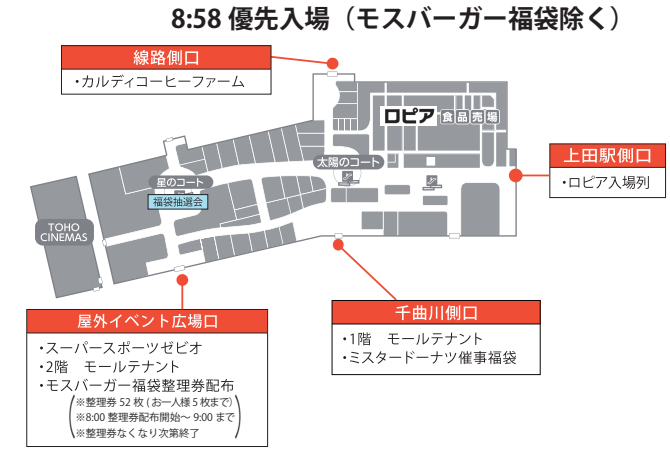 8:58 優先入場（モスバーガー福袋除く）
線路側口
・カルディコーヒーファーム
ロピア 食品売場
太陽のコート
上田駅側口
・ロピア入場列
星のコート
福袋抽選会
TOHO
CINEMAS
屋外イベント広場口
・スーパースポーツゼビオ
・2階　モールテナント
・モスバーガー福袋整理券配布
※整理券 52 枚 ( お一人様 5 枚まで)
※8:00 整理券配布開始～ 9:00 まで
※整理券なくなり次第終了
千曲川側口
・1階　モールテナント
・ミスタードーナツ催事福袋